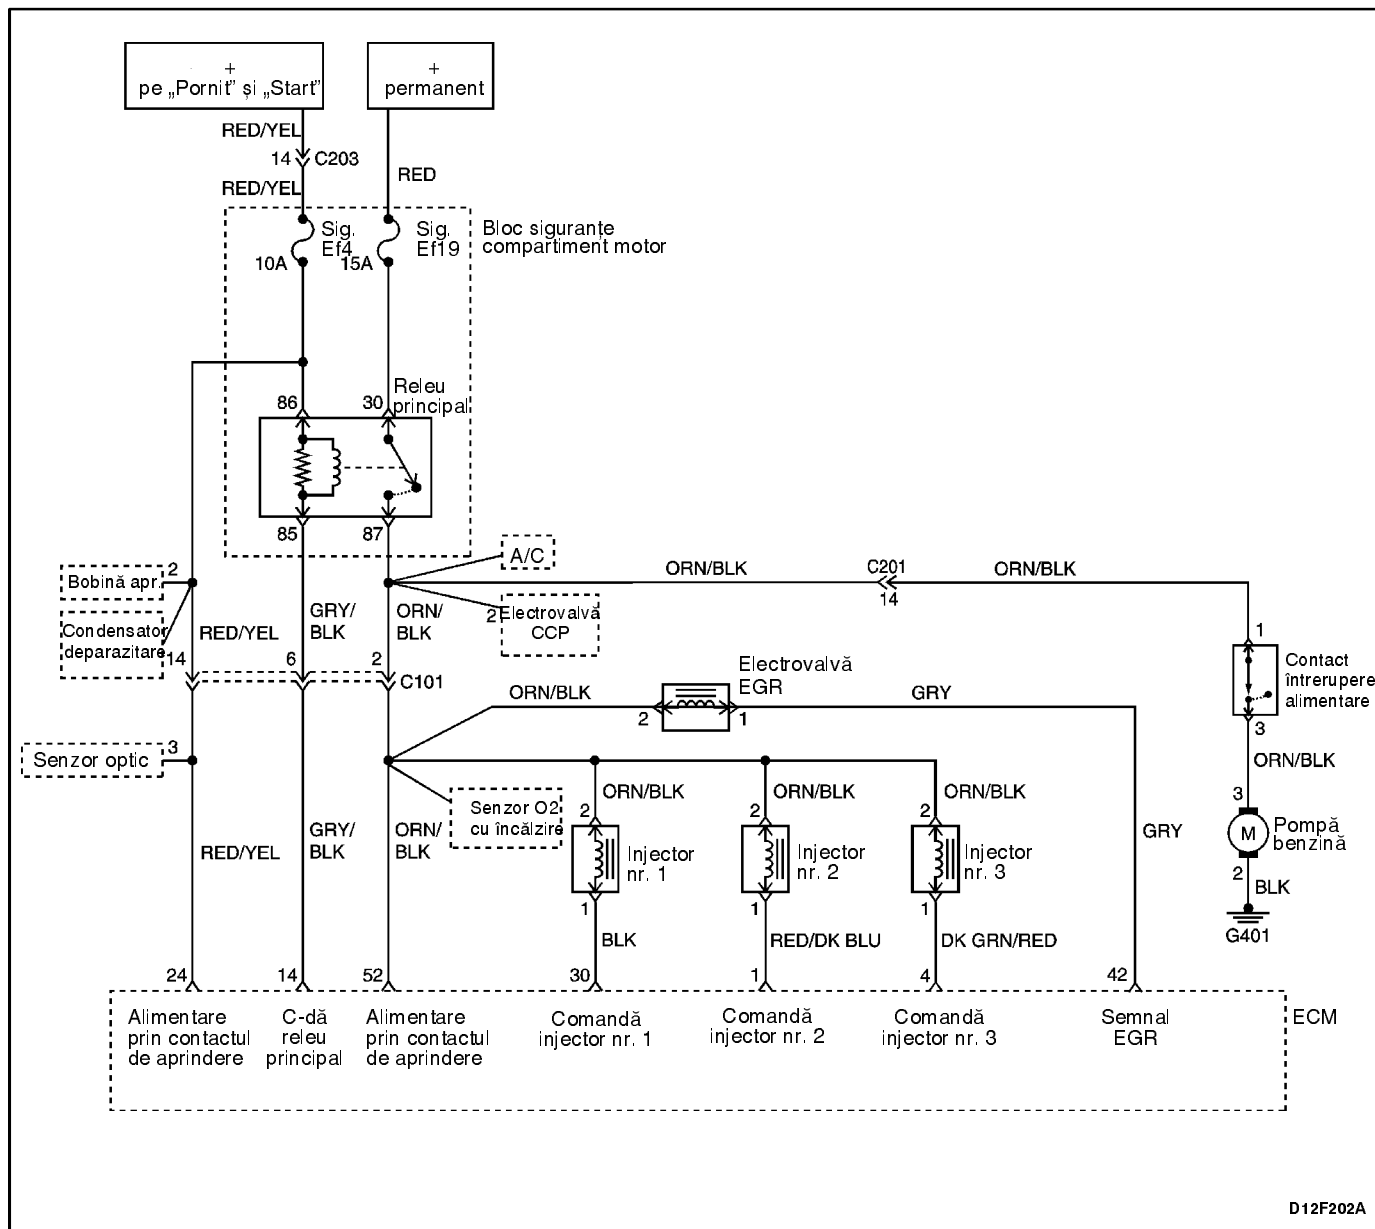 +
pe „Pornit” și „Start”
+
permanent
RED/YEL
14
C203
RED/YEL
RED
Sig.
Ef4
10A
Sig.
Ef19
15A
Bloc siguranțe
compartiment motor
Releu
principal
86
30
85
87
A/C
ORN/BLK
C201
14
ORN/BLK
Bobină apr.
2
Condensator
deparazitare
RED/YEL
GRY/
BLK
ORN/
BLK
2
Electrovalvă
CCP
14
6
2
C101
1
Contact
întrerupere
alimentare
3
ORN/BLK
Electrovalvă
EGR
ORN/BLK
2
1
GRY
Senzor optic
3
Senzor O2
cu încălzire
RED/YEL
GRY/
BLK
ORN/
BLK
ORN/BLK
ORN/BLK
ORN/BLK
2
2
2
Injector
nr. 1
Injector
nr. 2
Injector
nr. 3
1
1
1
GRY
3
M
Pompă
benzină
2
BLK
G401
BLK
RED/DK BLU
DK GRN/RED
24
14
52
30
1
4
42
Alimentare
prin contactul
de aprindere
C-dă
releu
principal
Alimentare
prin contactul
de aprindere
Comandă
injector nr. 1
Comandă
injector nr. 2
Comandă
injector nr. 3
Semnal
EGR
ECM
D12F202A